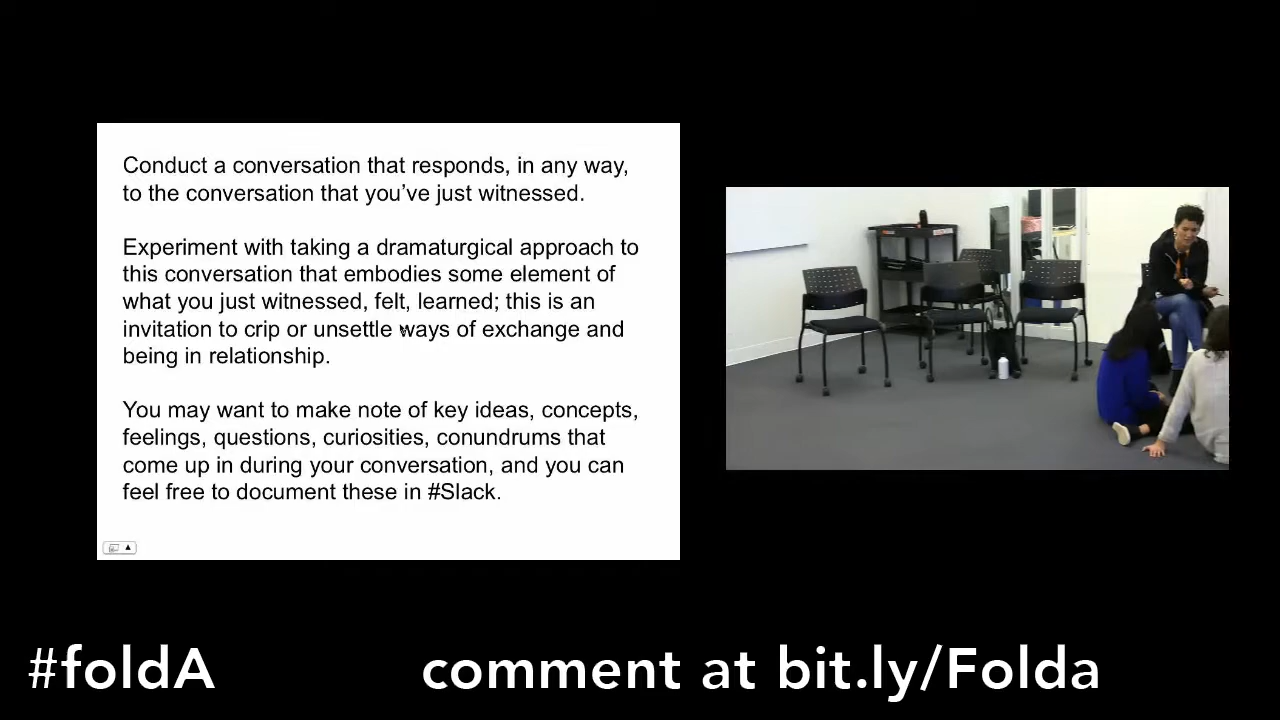 Conduct a conversation that responds, in any way,
to the conversation that you’ve just witnessed.
Experiment with taking a dramaturgical approach to
this conversation that embodies some element of
what you just witnessed, felt, learned; this is an
invitation to crip or unsettle ways of exchange and
being in relationship.
You may want to make note of key ideas, concepts,
feelings, questions, curiosities, conundrums that
come up in during your conversation, and you can
feel free to document these in #Slack.
#foldA
comment at bit.ly/Folda